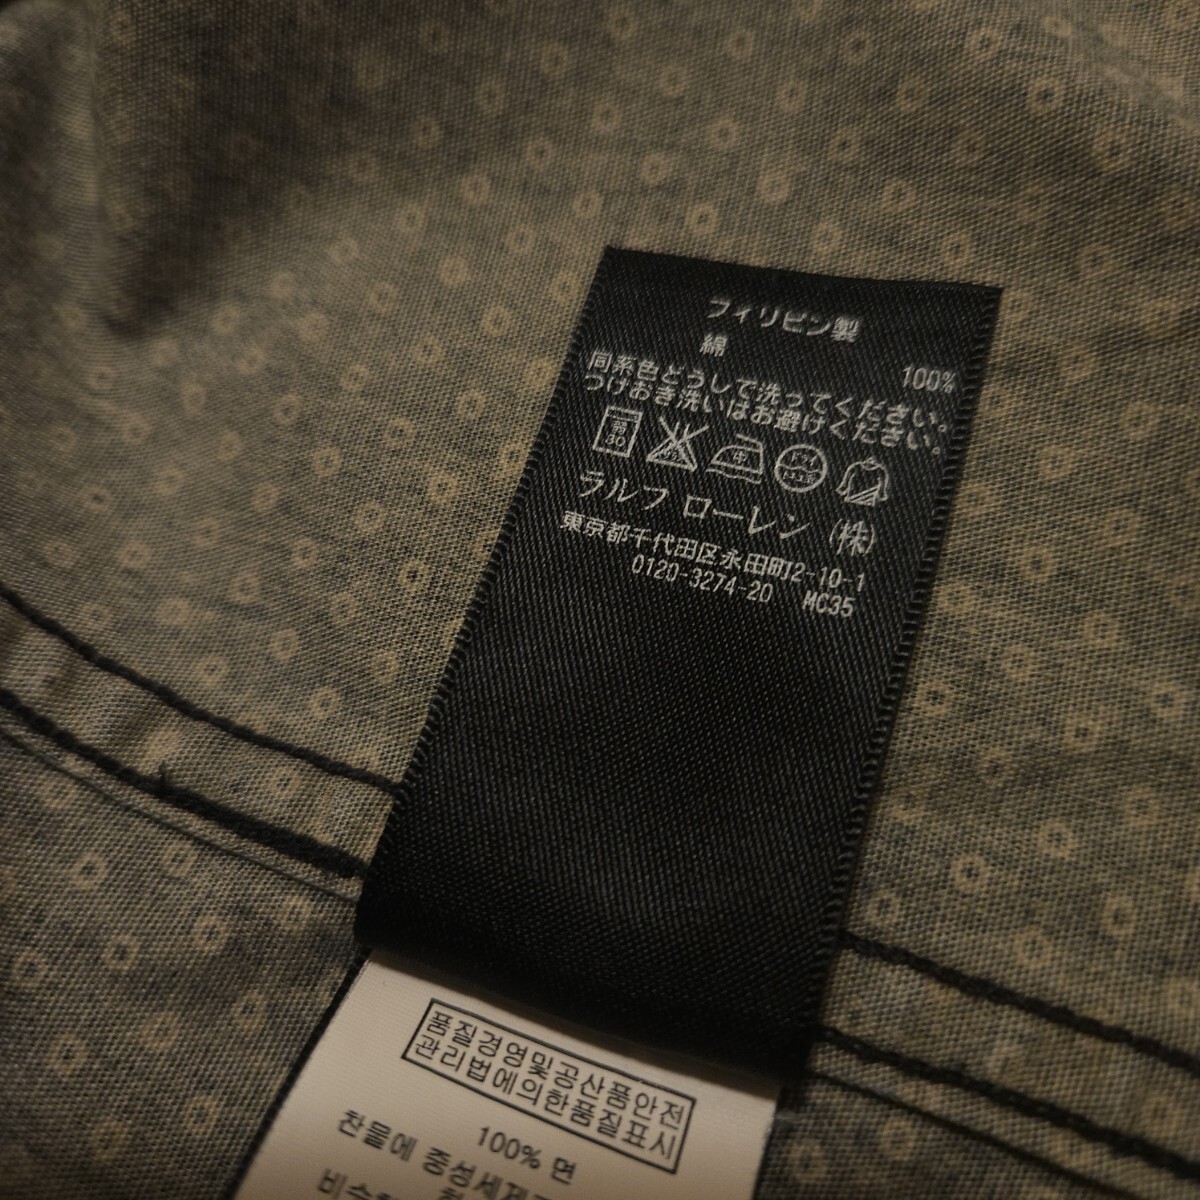 フィリピン製
綿 100%
同系色どうしで洗ってください。
つけおき洗いはお避けください。
弱
30
中
ラルフ ローレン (株)
東京都千代田区永田町2-10-1
0120-3274-20 MC35
품질경영및공산품안전
관리법에의한품질표시
100% 면
찬물에 중성세제